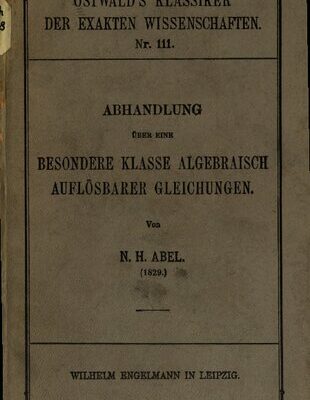 OSTWALD'S KLASSIKER
DER EXAKTEN WISSENSCHAFTEN.
Nr. 111.
ABHANDLUNG
ÜBER EINE
BESONDERE KLASSE ALGEBRAISCH
AUFLÖSBARER GLEICHUNGEN.
Von
N. H. ABEL.
(1829.)
WILHELM ENGELMANN IN LEIPZIG.